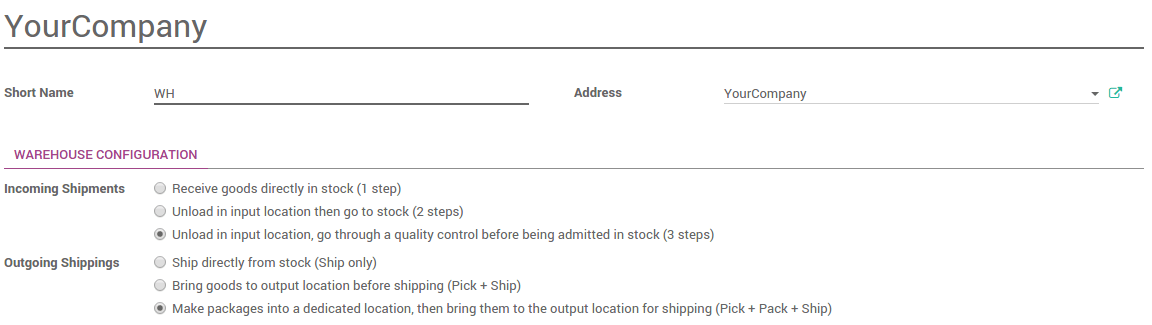 YourCompany
Short Name WH Address YourCompany
WAREHOUSE CONFIGURATION
Incoming Shipments Receive goods directly in stock (1 step)
Unload in input location then go to stock (2 steps)
Unload in input location, go through a quality control before being admitted in stock (3 steps)
Outgoing Shippings Ship directly from stock (Ship only)
Bring goods to output location before shipping (Pick + Ship)
Make packages into a dedicated location, then bring them to the output location for shipping (Pick + Pack + Ship)